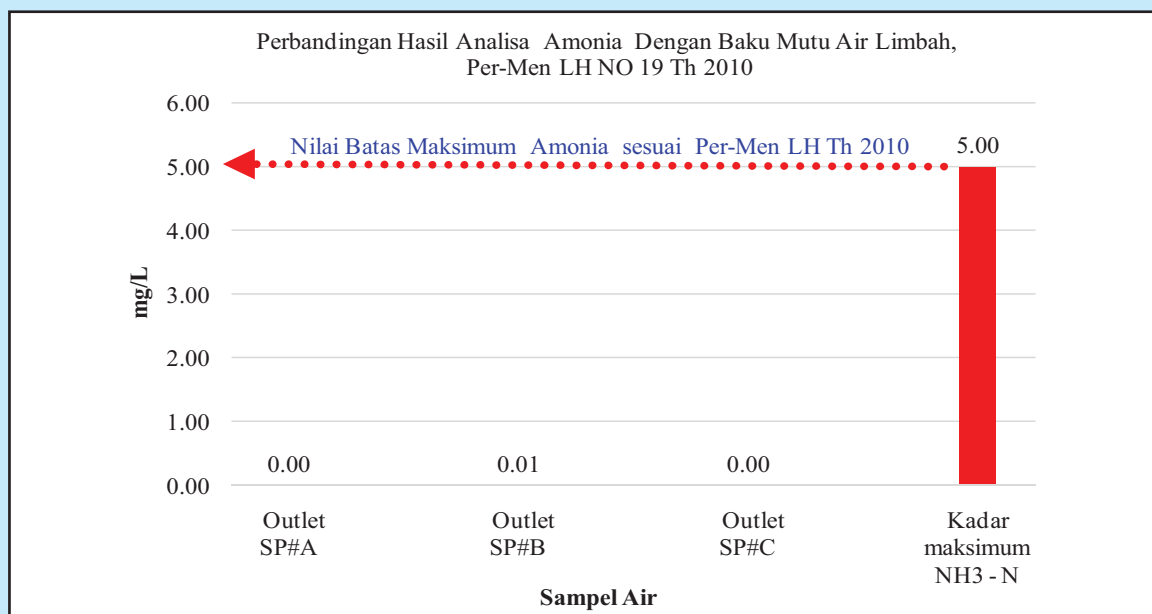 Perbandingan Hasil Analisa Amonia Dengan Baku Mutu Air Limbah,
Per-Men LH NO 19 Th 2010
6.00
Nilai Batas Maksimum Amonia sesuai Per-Men LH Th 2010
5.00
5.00
4.00
3.00
2.00
1.00
0.00
mg/L
0.00
0.01
0.00
Outlet
SP#A
Outlet
SP#B
Outlet
SP#C
Kadar
maksimum
NH3 - N
Sampel Air